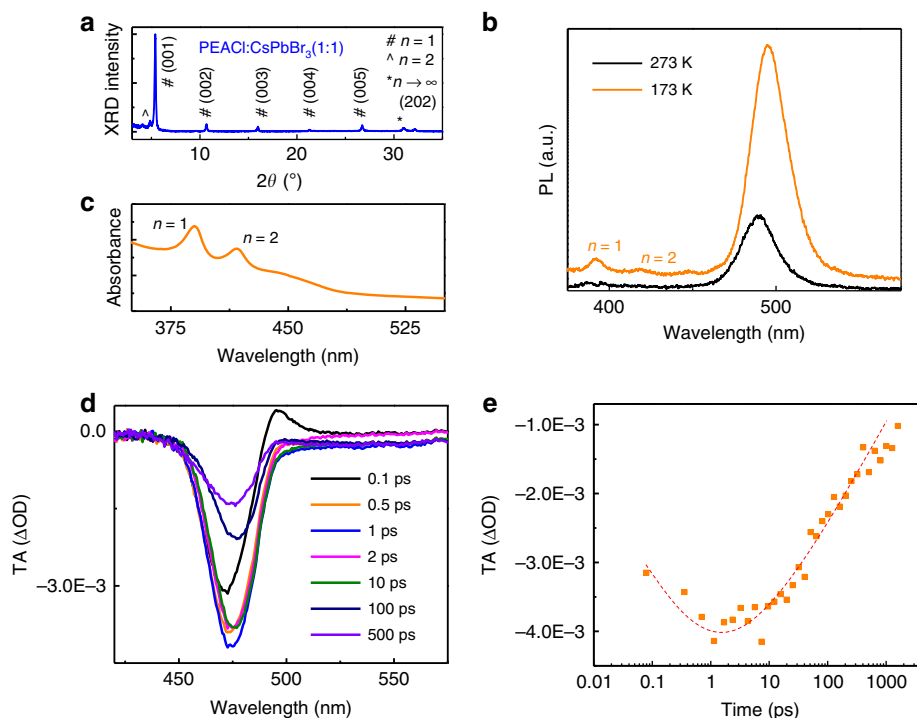 a
XRD intensity
PEACl:CsPbBr₃(1:1)
# n = 1
^ n = 2
*n → ∞
(202)
^
# (001)
# (002)
# (003)
# (004)
# (005)
*
10 20 30
2θ (°)
b
PL (a.u.)
273 K
173 K
n = 1
n = 2
400 500
Wavelength (nm)
c
Absorbance
n = 1
n = 2
375 450 525
Wavelength (nm)
d
TA (ΔOD)
0.0
−3.0E−3
0.1 ps
0.5 ps
1 ps
2 ps
10 ps
100 ps
500 ps
450 500 550
Wavelength (nm)
e
TA (ΔOD)
−1.0E−3
−2.0E−3
−3.0E−3
−4.0E−3
0.01 0.1 1 10 100 1000
Time (ps)